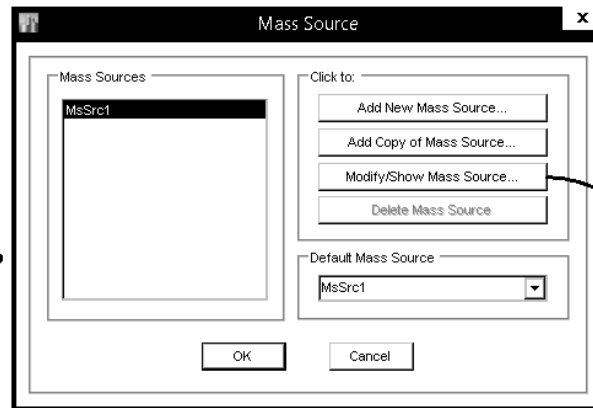 Mass Source
x
Mass Sources
MsSrc1
Click to:
Add New Mass Source...
Add Copy of Mass Source...
Modify/Show Mass Source...
Delete Mass Source
Default Mass Source
MsSrc1
OK
Cancel